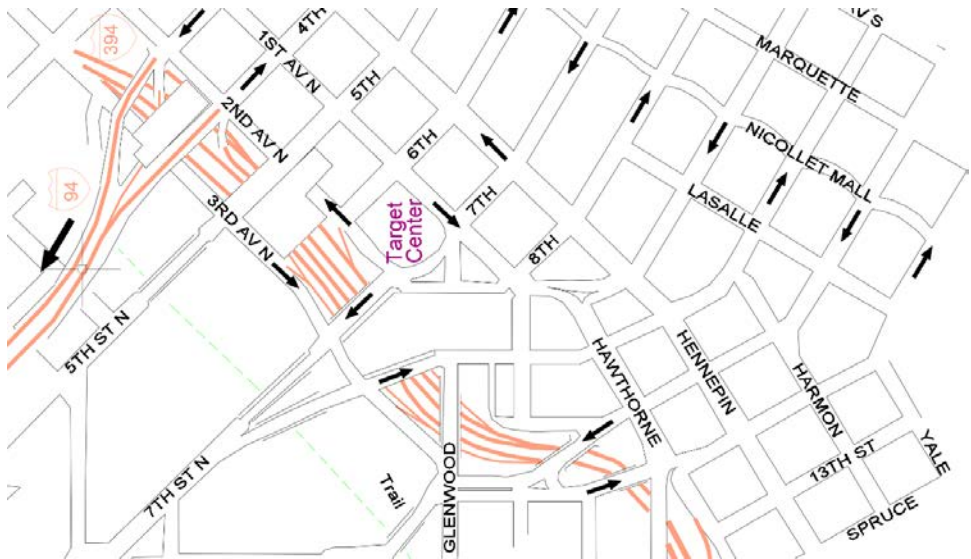 394
4TH
AV S
1ST AV N
MARQUETTE
5TH
2ND AV N
NICOLLET MALL
6TH
94
3RD AV N
Target
Center
7TH
LASALLE
8TH
5TH ST N
HAWTHORNE
HENNEPIN
HARMON
7TH ST N
Trail
GLENWOOD
13TH ST
YALE
SPRUCE